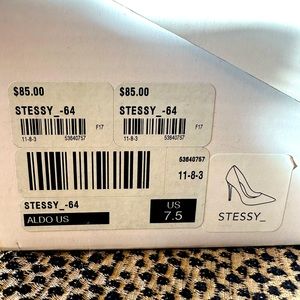 $85.00
STESSY_-64
F17
11-8-3 53640757
$85.00
STESSY_-64
F17
11-8-3 53640757
53640757
11-8-3
STESSY_-64
ALDO US
US
7.5
STESSY_